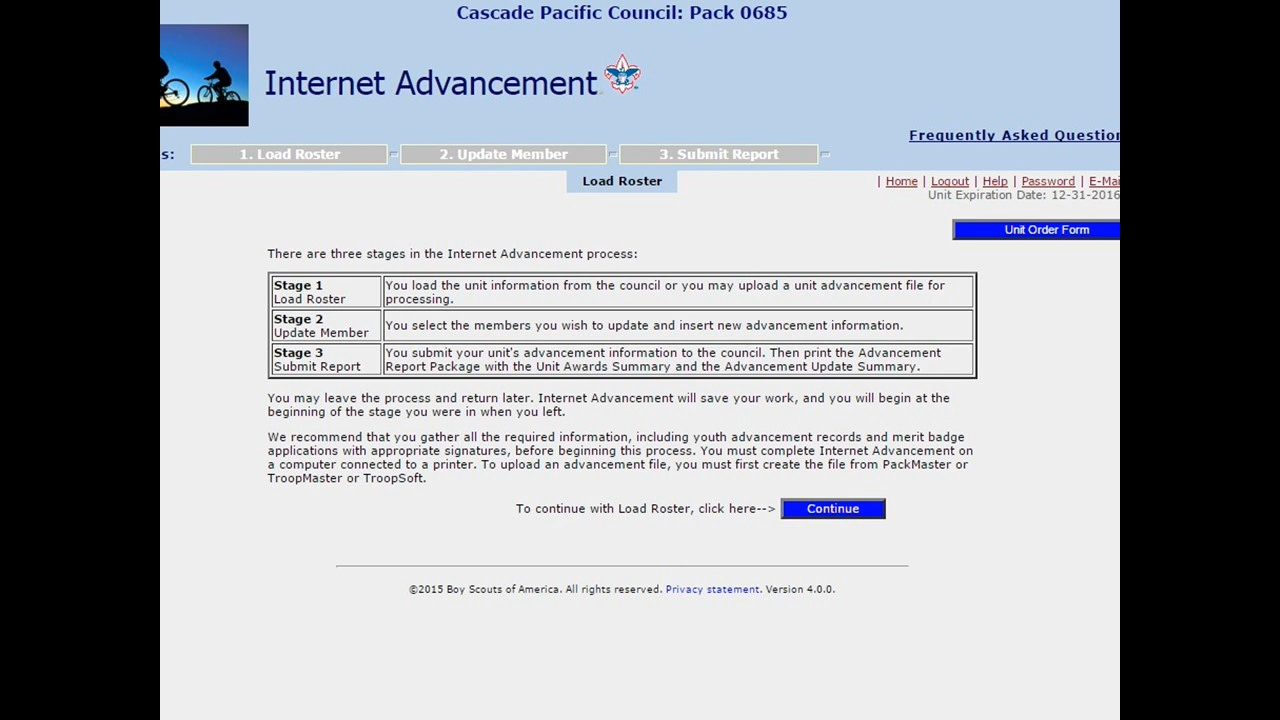 Cascade Pacific Council: Pack 0685
Internet Advancement
Frequently Asked Question
s: 1. Load Roster 2. Update Member 3. Submit Report
Load Roster
| Home | Logout | Help | Password | E-Mai
Unit Expiration Date: 12-31-2016
Unit Order Form
There are three stages in the Internet Advancement process:
Stage 1
Load Roster
You load the unit information from the council or you may upload a unit advancement file for
processing.
Stage 2
Update Member
You select the members you wish to update and insert new advancement information.
Stage 3
Submit Report
You submit your unit's advancement information to the council. Then print the Advancement
Report Package with the Unit Awards Summary and the Advancement Update Summary.
You may leave the process and return later. Internet Advancement will save your work, and you will begin at the
beginning of the stage you were in when you left.
We recommend that you gather all the required information, including youth advancement records and merit badge
applications with appropriate signatures, before beginning this process. You must complete Internet Advancement on
a computer connected to a printer. To upload an advancement file, you must first create the file from PackMaster or
TroopMaster or TroopSoft.
To continue with Load Roster, click here--> Continue
©2015 Boy Scouts of America. All rights reserved. Privacy statement. Version 4.0.0.